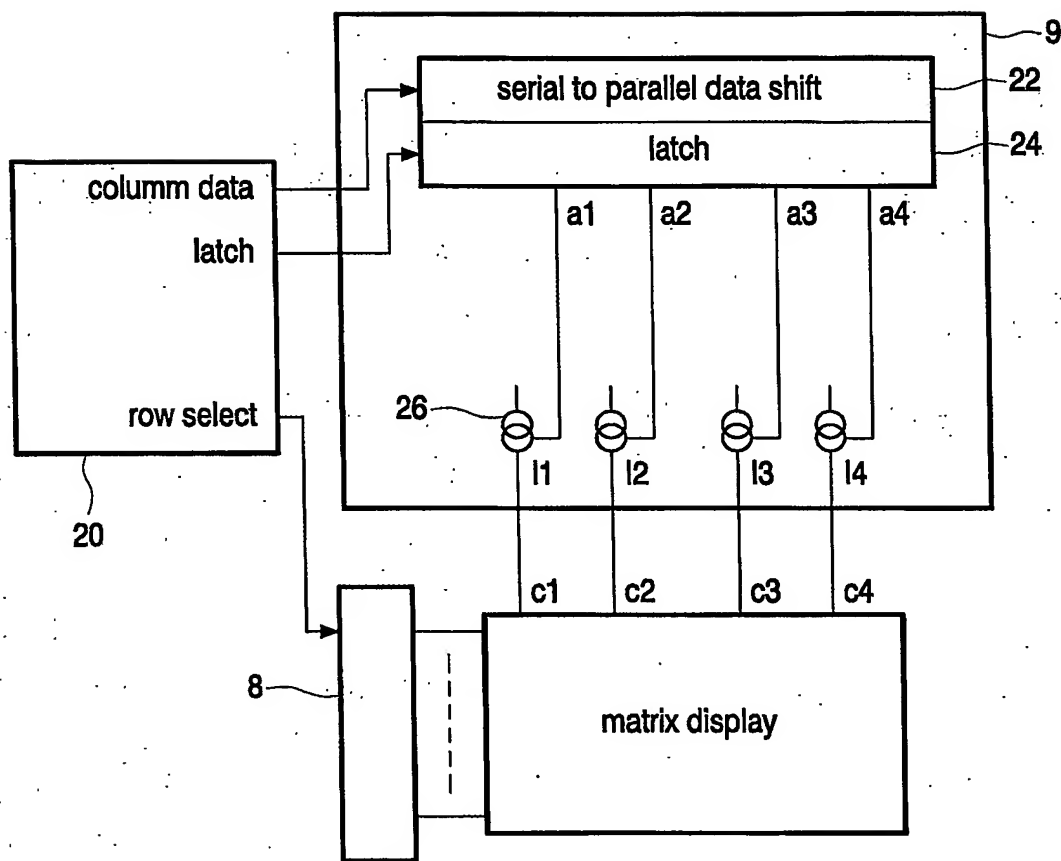 9
serial to parallel data shift
22
latch
24
columm data
latch
row select
20
a1
a2
a3
a4
26
I1
I2
I3
I4
c1
c2
c3
c4
8
matrix display